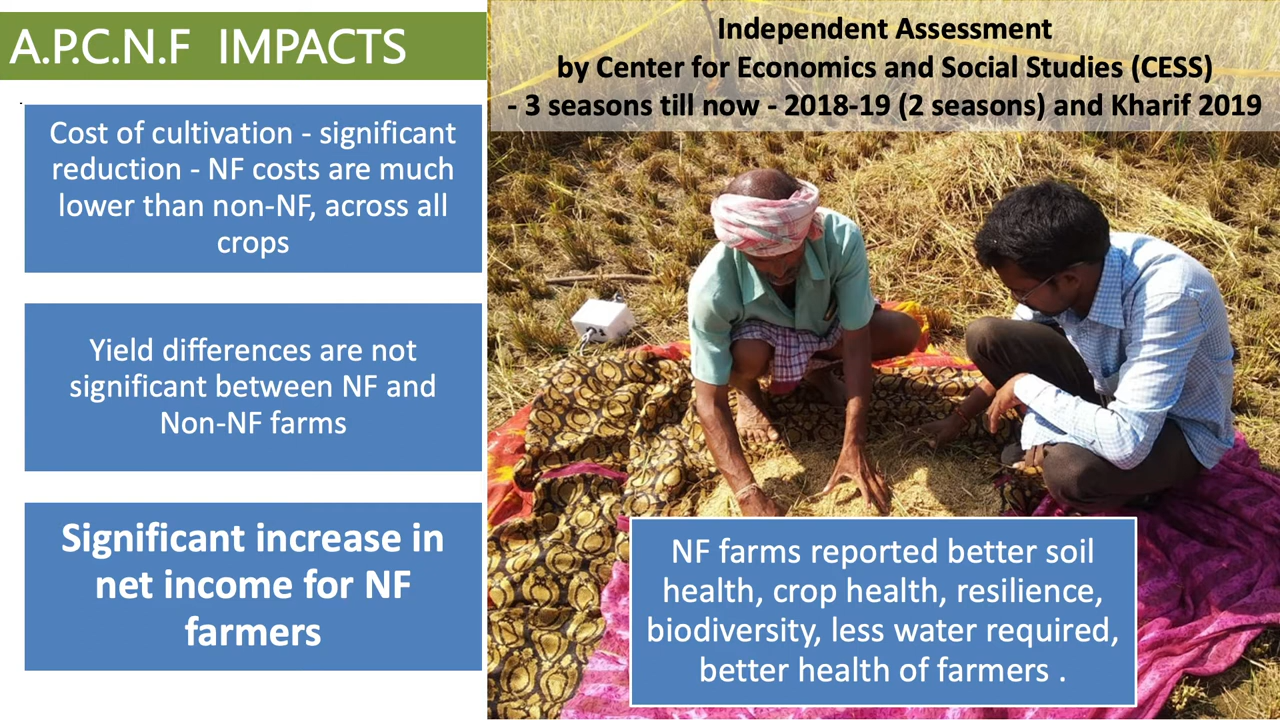 A.P.C.N.F IMPACTS
Independent Assessment
by Center for Economics and Social Studies (CESS)
- 3 seasons till now - 2018-19 (2 seasons) and Kharif 2019
Cost of cultivation - significant
reduction - NF costs are much
lower than non-NF, across all
crops
Yield differences are not
significant between NF and
Non-NF farms
Significant increase in
net income for NF
farmers
NF farms reported better soil
health, crop health, resilience,
biodiversity, less water required,
better health of farmers .